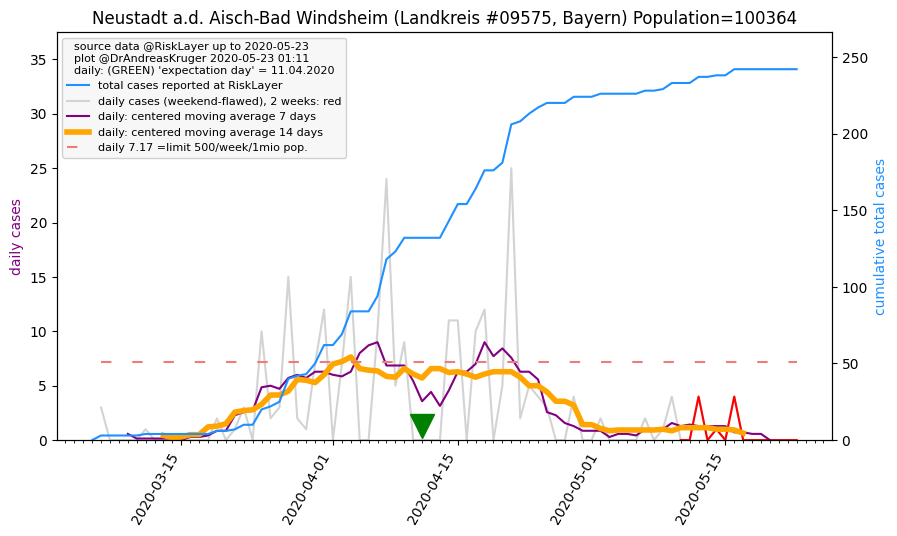 Neustadt a.d. Aisch-Bad Windsheim (Landkreis #09575, Bayern) Population=100364
source data @RiskLayer up to 2020-05-23
plot @DrAndreasKruger 2020-05-23 01:11
daily: (GREEN) 'expectation day' = 11.04.2020
total cases reported at RiskLayer
daily cases (weekend-flawed), 2 weeks: red
daily: centered moving average 7 days
daily: centered moving average 14 days
daily 7.17 =limit 500/week/1mio pop.
daily cases
35
30
25
20
15
10
5
0
cumulative total cases
250
200
150
100
50
0
2020-03-15
2020-04-01
2020-04-15
2020-05-01
2020-05-15